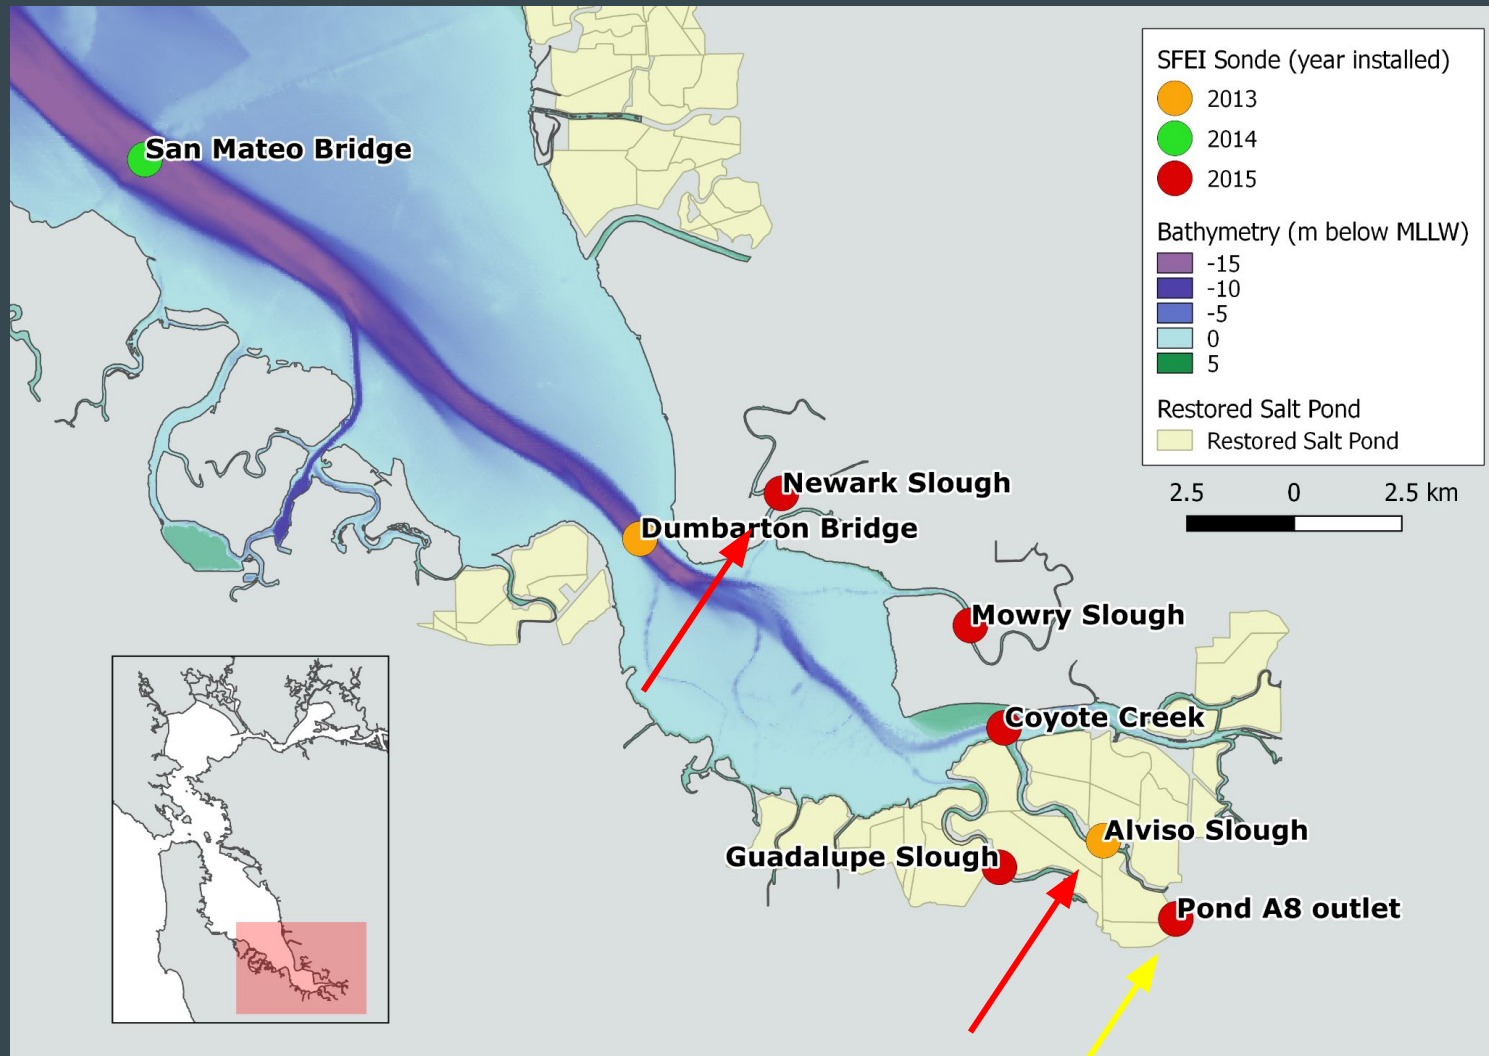 San Mateo Bridge
SFEI Sonde (year installed)
2013
2014
2015
Bathymetry (m below MLLW)
-15
-10
-5
0
5
Restored Salt Pond
Restored Salt Pond
2.5 0 2.5 km
Newark Slough
Dumbarton Bridge
Mowry Slough
Coyote Creek
Alviso Slough
Guadalupe Slough
Pond A8 outlet